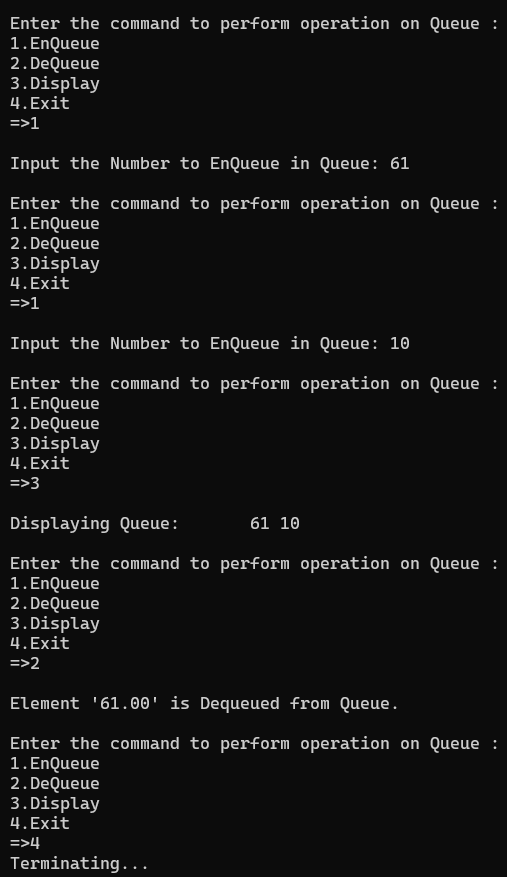 Enter the command to perform operation on Queue :
1.EnQueue
2.DeQueue
3.Display
4.Exit
=>1
Input the Number to EnQueue in Queue: 61
Enter the command to perform operation on Queue :
1.EnQueue
2.DeQueue
3.Display
4.Exit
=>1
Input the Number to EnQueue in Queue: 10
Enter the command to perform operation on Queue :
1.EnQueue
2.DeQueue
3.Display
4.Exit
=>3
Displaying Queue:       61 10
Enter the command to perform operation on Queue :
1.EnQueue
2.DeQueue
3.Display
4.Exit
=>2
Element '61.00' is Dequeued from Queue.
Enter the command to perform operation on Queue :
1.EnQueue
2.DeQueue
3.Display
4.Exit
=>4
Terminating...